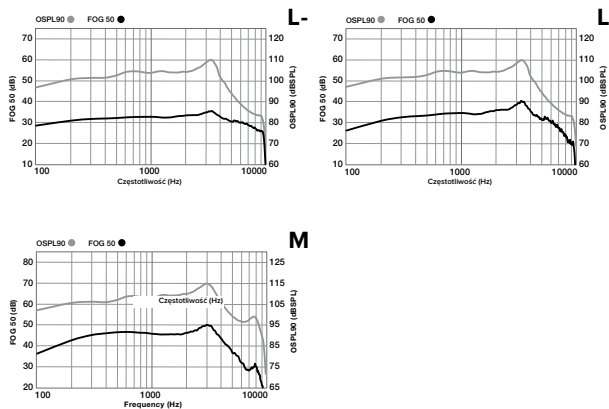 L-
OSPL90 FOG 50
70 120
60 110
50 100
40 90
30 80
20 70
10 60
FOG 50 (dB)
OSPL90 (dBSPL)
100 1000 10000
Częstotliwość (Hz)
L
OSPL90 FOG 50
70 120
60 110
50 100
40 90
30 80
20 70
10 60
FOG 50 (dB)
OSPL90 (dBSPL)
100 1000 10000
Częstotliwość (Hz)
M
OSPL90 FOG 50
80 125
70 115
60 105
50 95
40 85
30 75
20 65
FOG 50 (dB)
OSPL90 (dBSPL)
Częstotliwość (Hz)
100 1000 10000
Frequency (Hz)